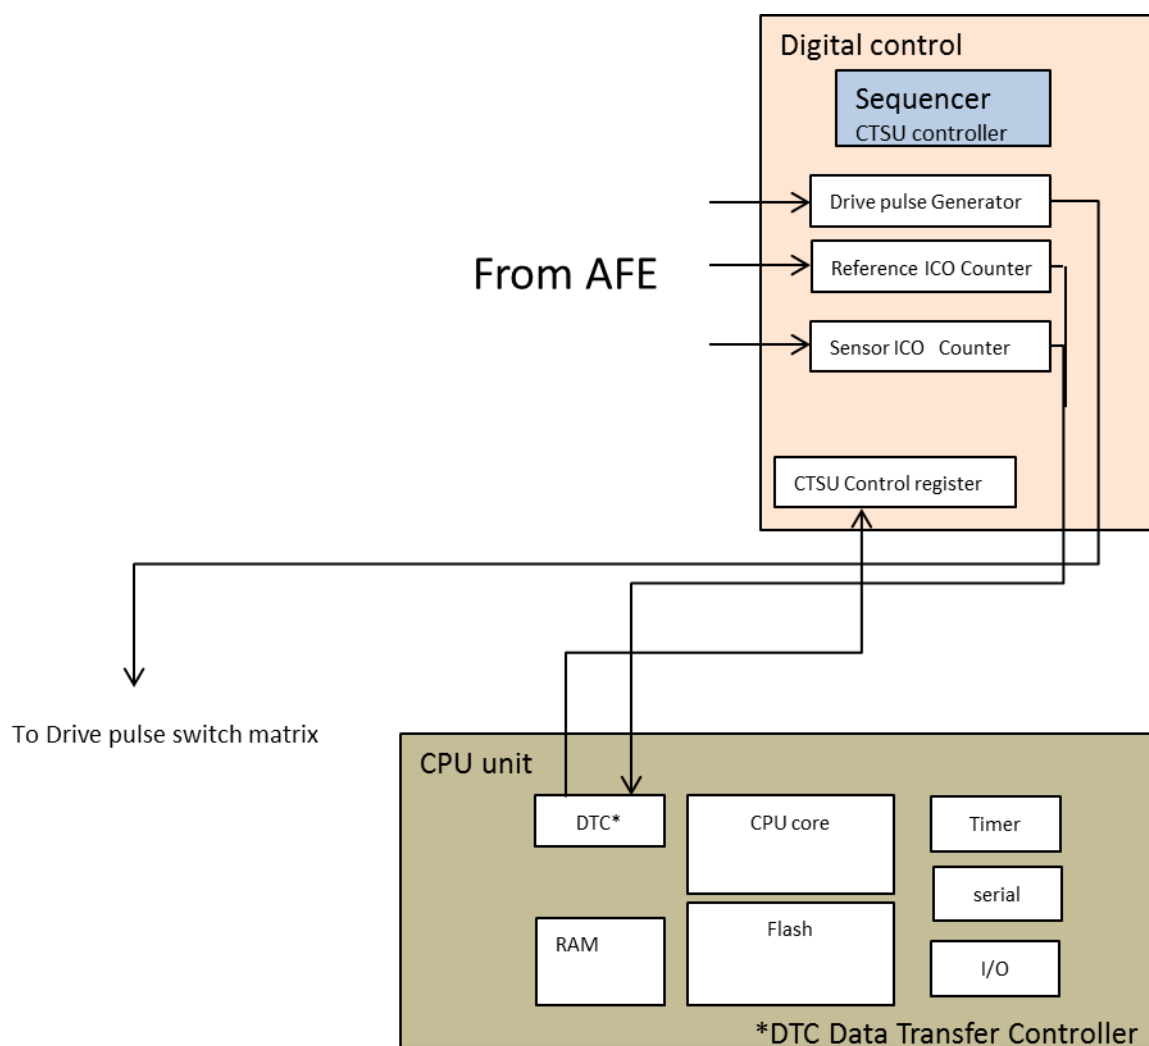 Digital control
Sequencer
CTSU controller
Drive pulse Generator
Reference ICO Counter
From AFE
Sensor ICO Counter
CTSU Control register
To Drive pulse switch matrix
CPU unit
DTC*
CPU core
Timer
serial
RAM
Flash
I/O
*DTC Data Transfer Controller